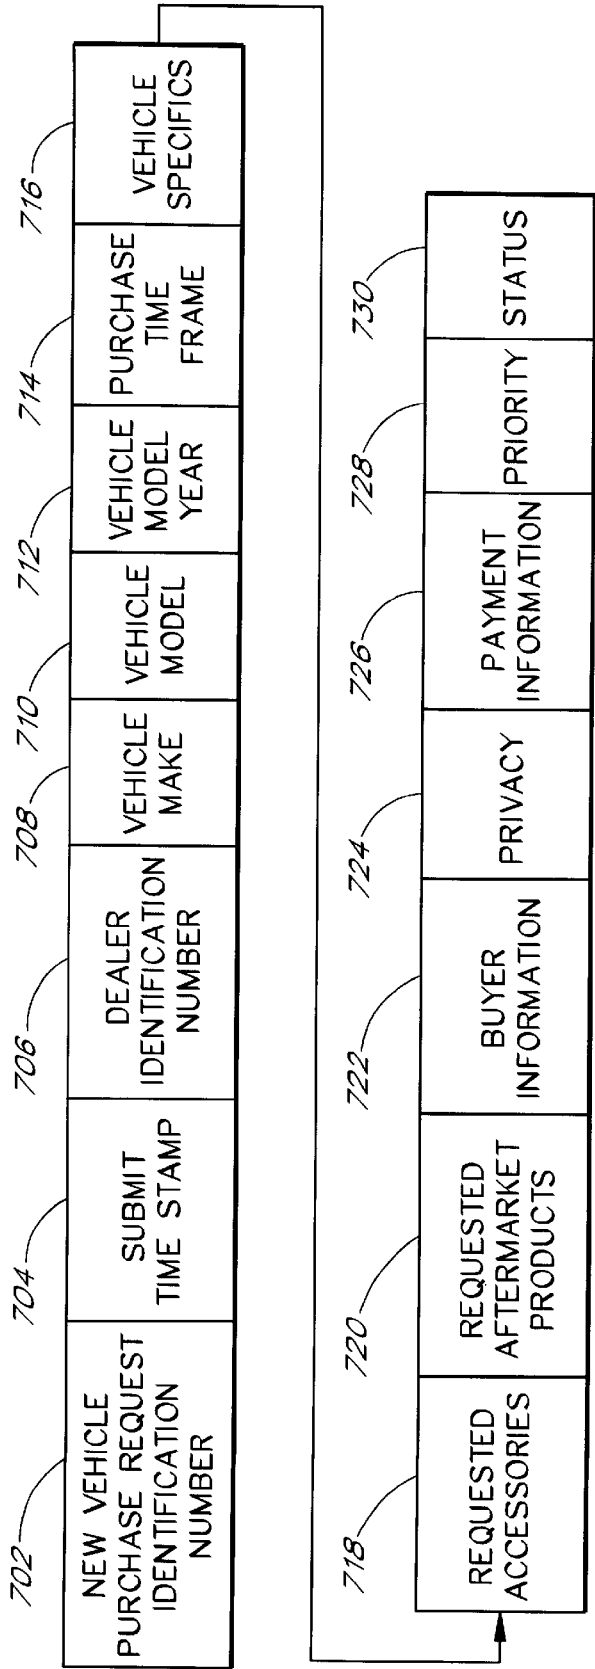 702
NEW VEHICLE
PURCHASE REQUEST
IDENTIFICATION
NUMBER
704
SUBMIT
TIME STAMP
706
DEALER
IDENTIFICATION
NUMBER
708
VEHICLE
MAKE
710
VEHICLE
MODEL
712
VEHICLE
MODEL
YEAR
714
PURCHASE
TIME
FRAME
716
VEHICLE
SPECIFICS
718
REQUESTED
ACCESSORIES
720
REQUESTED
AFTERMARKET
PRODUCTS
722
BUYER
INFORMATION
724
PRIVACY
726
PAYMENT
INFORMATION
728
PRIORITY
730
STATUS